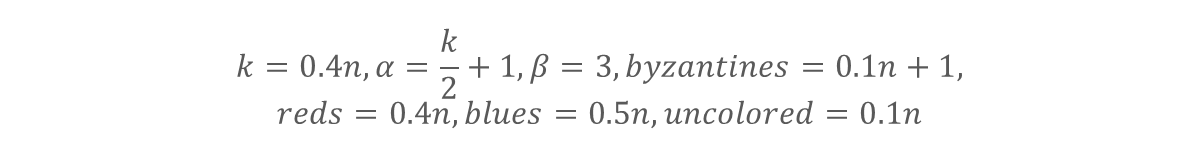 k = 0.4n, α = k/2 + 1, β = 3, byzantines = 0.1n + 1,
reds = 0.4n, blues = 0.5n, uncolored = 0.1n